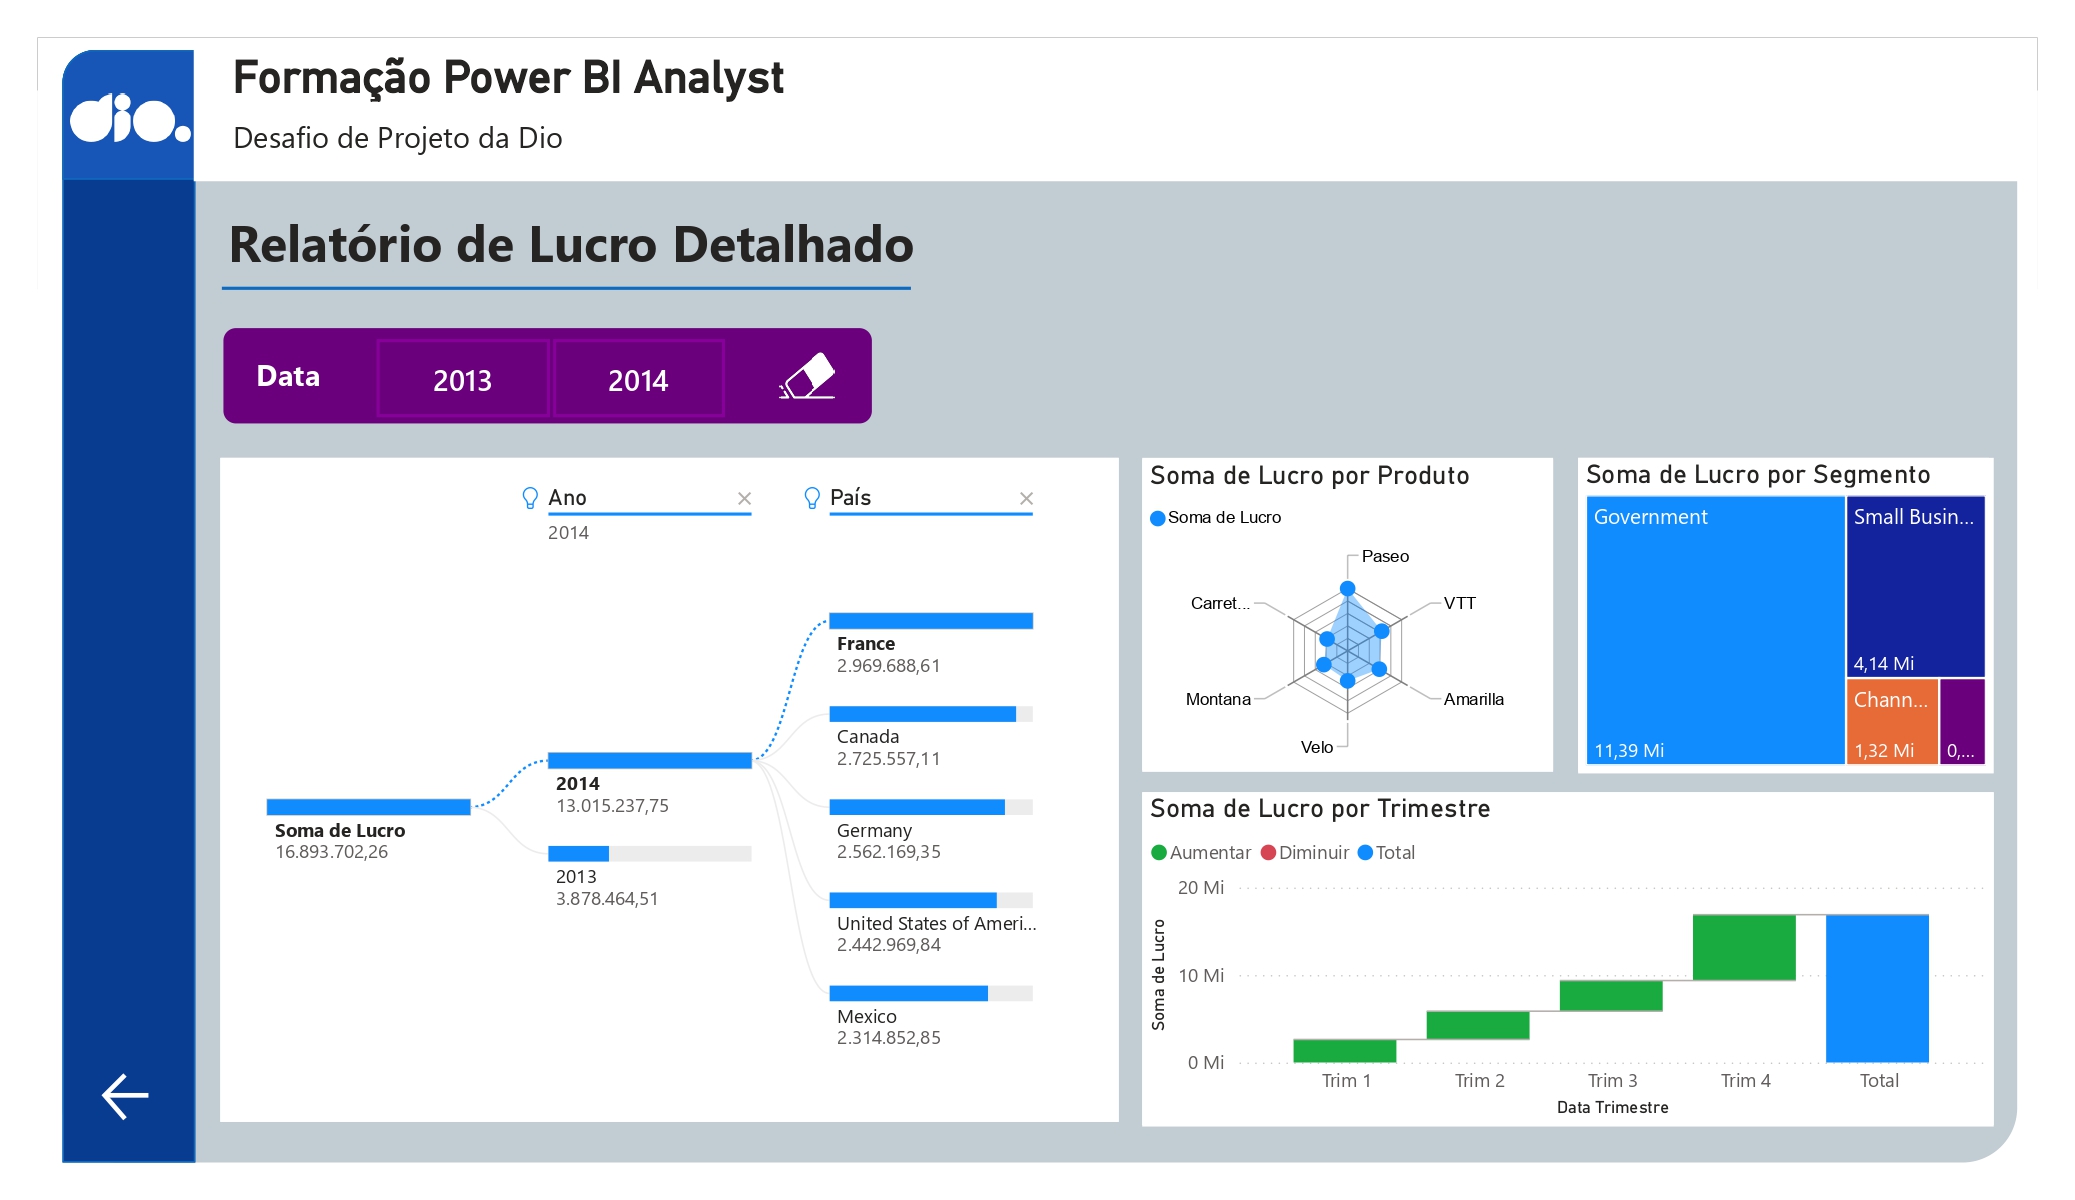 dio.
Formação Power BI Analyst
Desafio de Projeto da Dio
Relatório de Lucro Detalhado
Data
2013
2014
Ano
2014
País
Soma de Lucro
16.893.702,26
2014
13.015.237,75
2013
3.878.464,51
France
2.969.688,61
Canada
2.725.557,11
Germany
2.562.169,35
United States of Ameri...
2.442.969,84
Mexico
2.314.852,85
Soma de Lucro por Produto
Soma de Lucro
Paseo
Carret...
VTT
Montana
Amarilla
Velo
Soma de Lucro por Segmento
Government
11,39 Mi
Small Busin...
4,14 Mi
Chann...
1,32 Mi
0,...
Soma de Lucro por Trimestre
Aumentar Diminuir Total
Soma de Lucro
20 Mi
10 Mi
0 Mi
Trim 1 Trim 2 Trim 3 Trim 4 Total
Data Trimestre